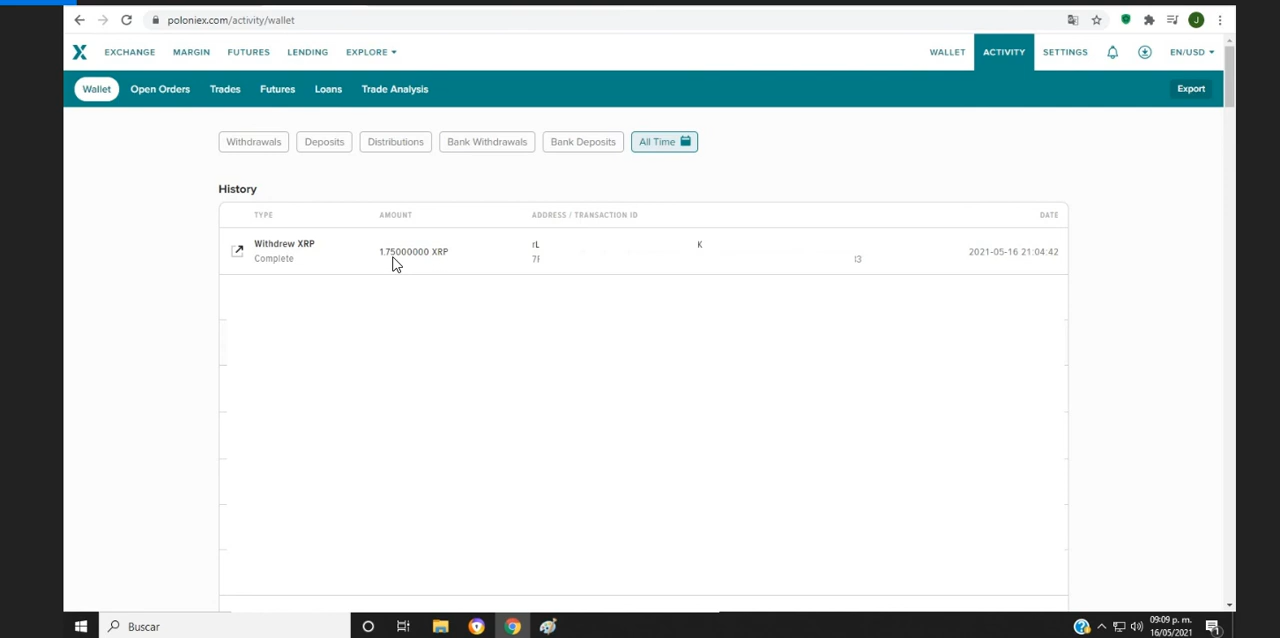 poloniex.com/activity/wallet
J
EXCHANGE MARGIN FUTURES LENDING EXPLORE WALLET ACTIVITY SETTINGS EN/USD
Wallet Open Orders Trades Futures Loans Trade Analysis Export
Withdrawals Deposits Distributions Bank Withdrawals Bank Deposits All Time
History
TYPE AMOUNT ADDRESS / TRANSACTION ID DATE
Withdrew XRP 1.75000000 XRP rL K 2021-05-16 21:04:42
Complete 7F 3
Buscar 09:09 p. m.
16/05/2021